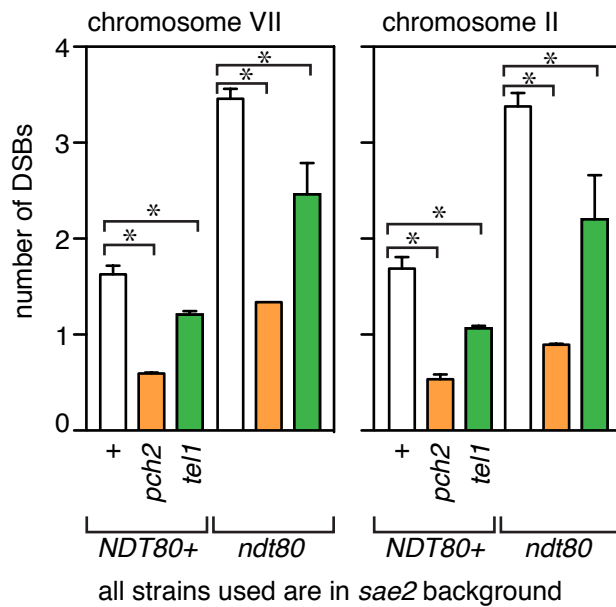 chromosome VII
chromosome II
number of DSBs
4
3
2
1
0
* * * *
* * * *
+ pch2 tel1
+ pch2 tel1
NDT80+ ndt80
NDT80+ ndt80
all strains used are in sae2 background